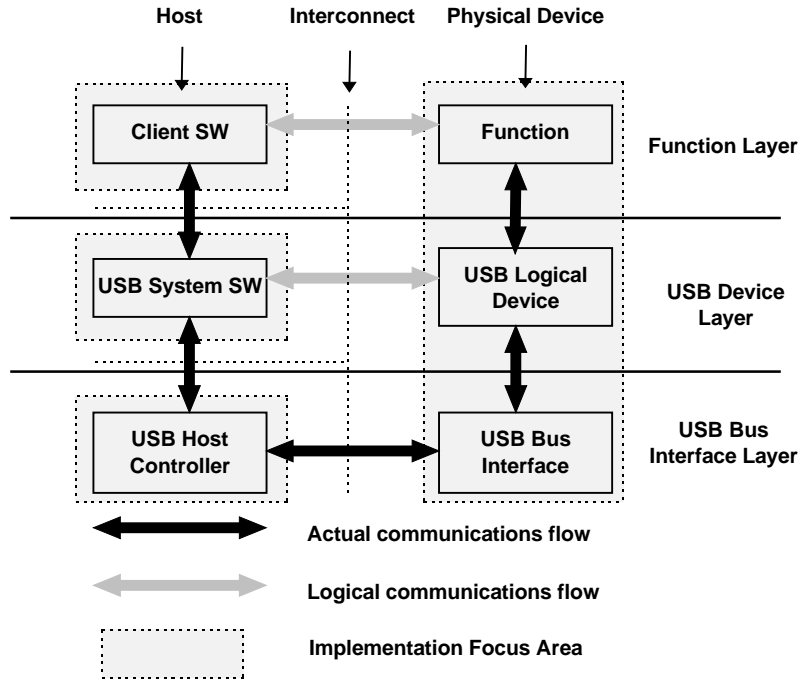 Host Interconnect Physical Device
Client SW
Function
Function Layer
USB System SW
USB Logical
Device
USB Device
Layer
USB Host
Controller
USB Bus
Interface
USB Bus
Interface Layer
Actual communications flow
Logical communications flow
Implementation Focus Area